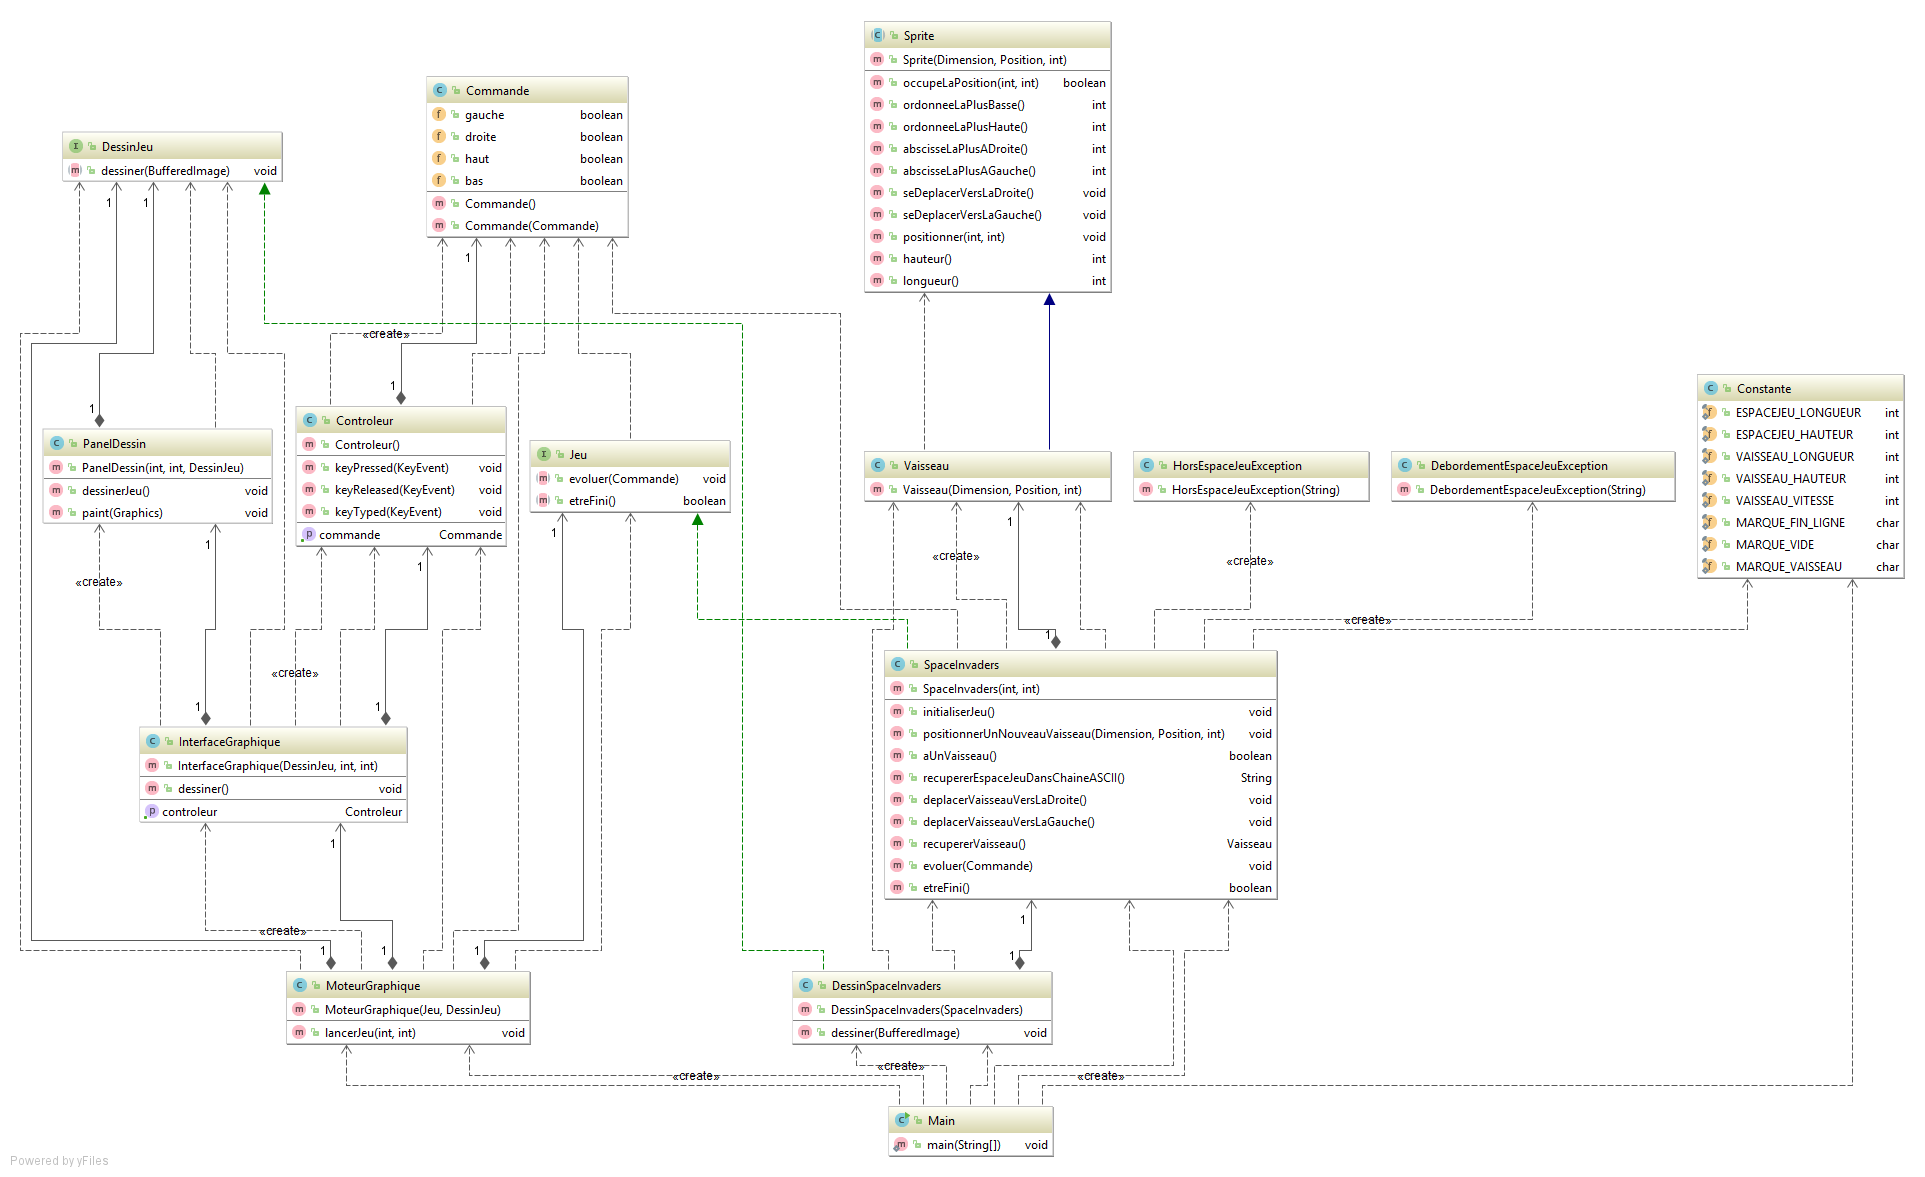 Sprite
Sprite(Dimension, Position, int)
occupeLaPosition(int, int) boolean
ordonneeLaPlusBasse() int
ordonneeLaPlusHaute() int
abscisseLaPlusADroite() int
abscisseLaPlusAGauche() int
seDeplacerVersLaDroite() void
seDeplacerVersLaGauche() void
positionner(int, int) void
hauteur() int
longueur() int
Commande
gauche boolean
droite boolean
haut boolean
bas boolean
Commande()
Commande(Commande)
DessinJeu
dessiner(BufferedImage) void
1 1
1
«create»
1
1
Constante
ESPACEJEU_LONGUEUR int
ESPACEJEU_HAUTEUR int
VAISSEAU_LONGUEUR int
VAISSEAU_HAUTEUR int
VAISSEAU_VITESSE int
MARQUE_FIN_LIGNE char
MARQUE_VIDE char
MARQUE_VAISSEAU char
PanelDessin
PanelDessin(int, int, DessinJeu)
dessinerJeu() void
paint(Graphics) void
Controleur
Controleur()
keyPressed(KeyEvent) void
keyReleased(KeyEvent) void
keyTyped(KeyEvent) void
commande Commande
Jeu
evoluer(Commande) void
etreFini() boolean
Vaisseau
Vaisseau(Dimension, Position, int)
HorsEspaceJeuException
HorsEspaceJeuException(String)
DebordementEspaceJeuException
DebordementEspaceJeuException(String)
1
1
1
1
«create»
«create»
«create»
«create»
1
«create»
1
1
SpaceInvaders
SpaceInvaders(int, int)
initialiserJeu() void
positionnerUnNouveauVaisseau(Dimension, Position, int) void
aUnVaisseau() boolean
recupererEspaceJeuDansChaineASCII() String
deplacerVaisseauVersLaDroite() void
deplacerVaisseauVersLaGauche() void
recupererVaisseau() Vaisseau
evoluer(Commande) void
etreFini() boolean
InterfaceGraphique
InterfaceGraphique(DessinJeu, int, int)
dessiner() void
controleur Controleur
1
1
«create»
1
1
1
1
MoteurGraphique
MoteurGraphique(Jeu, DessinJeu)
lancerJeu(int, int) void
DessinSpaceInvaders
DessinSpaceInvaders(SpaceInvaders)
dessiner(BufferedImage) void
«create»
«create»
«create»
Main
main(String[]) void
Powered by yFiles